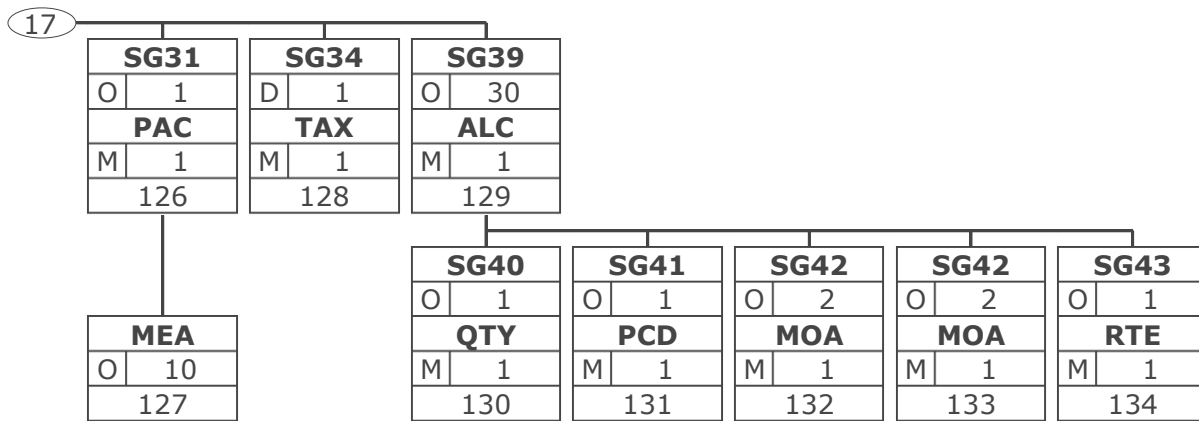 17
SG31 SG34 SG39
O 1 D 1 O 30
PAC TAX ALC
M 1 M 1 M 1
126 128 129
SG40 SG41 SG42 SG42 SG43
O 1 O 1 O 2 O 2 O 1
MEA QTY PCD MOA MOA RTE
O 10 M 1 M 1 M 1 M 1 M 1
127 130 131 132 133 134